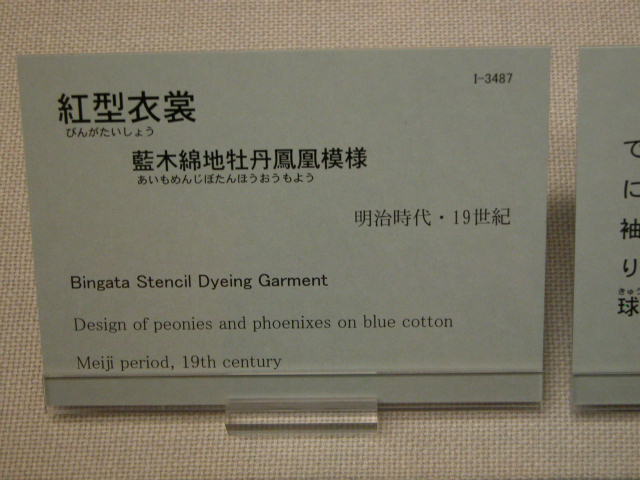 I-3487
紅型衣裳
びんがたいしょう
藍木綿地牡丹鳳凰模様
あいもめんじぼたんほうおうもよう
明治時代・19世紀
Bingata Stencil Dyeing Garment
Design of peonies and phoenixes on blue cotton
Meiji period, 19th century
て
に
袖
り
きゅう
球